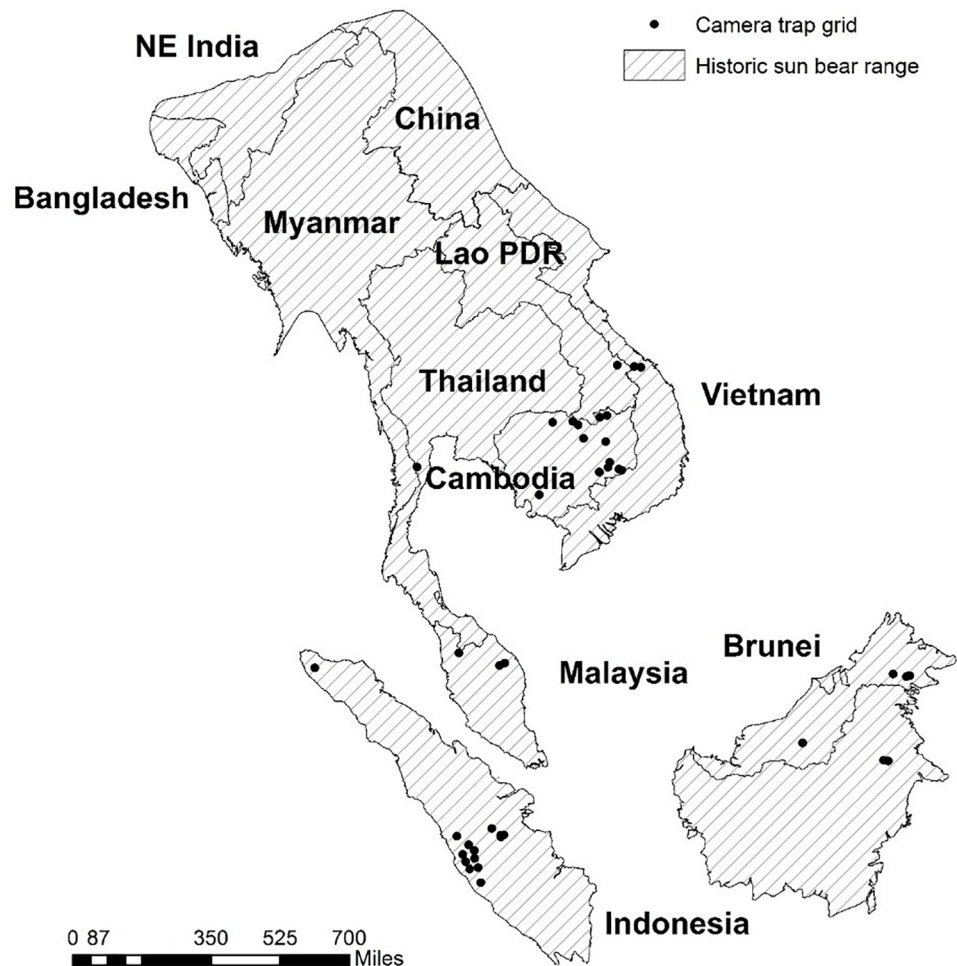 Camera trap grid
Historic sun bear range
NE India
China
Bangladesh
Myanmar
Lao PDR
Thailand
Vietnam
Cambodia
Brunei
Malaysia
Indonesia
0 87 350 525 700
Miles